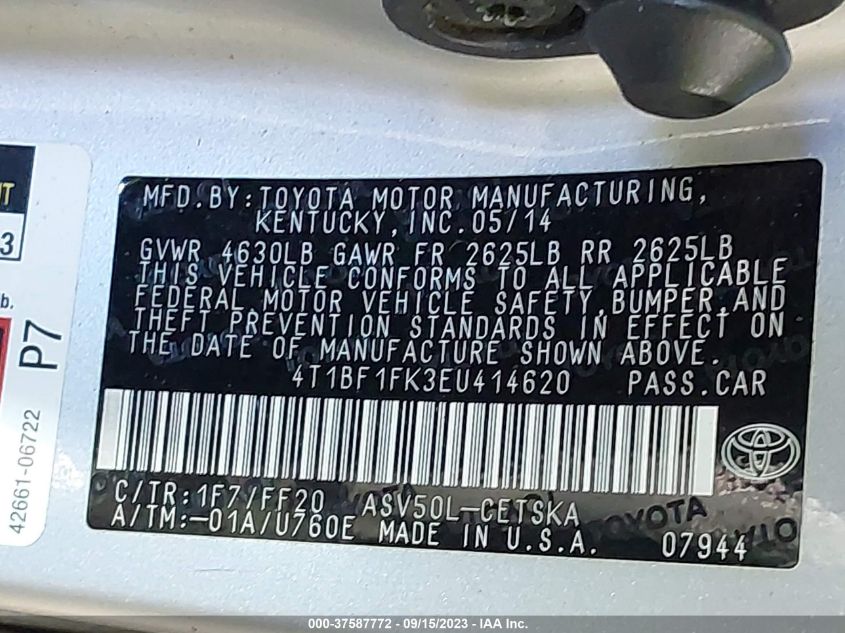 MFD.BY:TOYOTA MOTOR MANUFACTURING,
KENTUCKY,INC.05/14
GVWR 4630LB GAWR FR 2625LB RR 2625LB
THIS VEHICLE CONFORMS TO ALL APPLICABLE
FEDERAL MOTOR VEHICLE SAFETY,BUMPER,AND
THEFT PREVENTION STANDARDS IN EFFECT ON
THE DATE OF MANUFACTURE SHOWN ABOVE.
4T1BF1FK3EU414620 PASS.CAR
C/TR:1F7/FF20 ASV50L-CETSKA
A/TM:-01A/U760E MADE IN U.S.A. 07944
TOYOTA
3
b.
P7
42661-06722
000-37587772 - 09/15/2023 - IAA Inc.